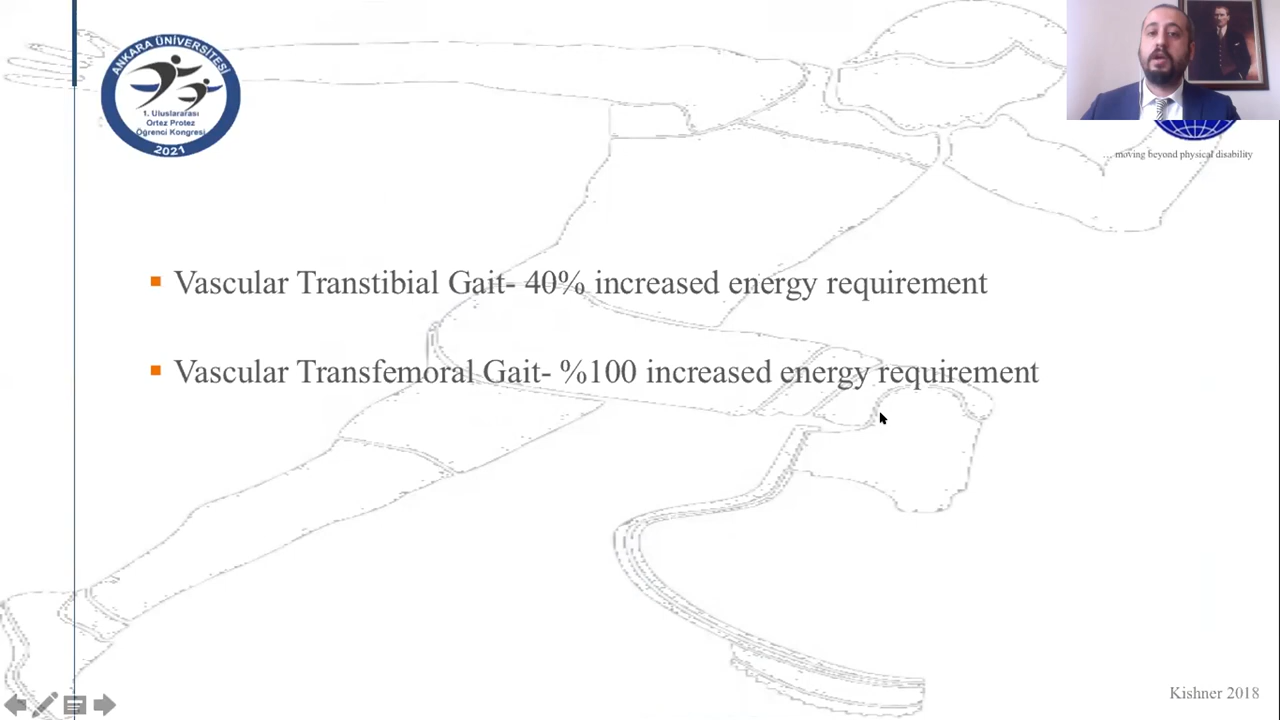 ANKARA ÜNİVERSİTESİ
1. Uluslararası
Ortez Protez
Öğrenci Kongresi
2021
... moving beyond physical disability
Vascular Transtibial Gait- 40% increased energy requirement
Vascular Transfemoral Gait- %100 increased energy requirement
Kishner 2018